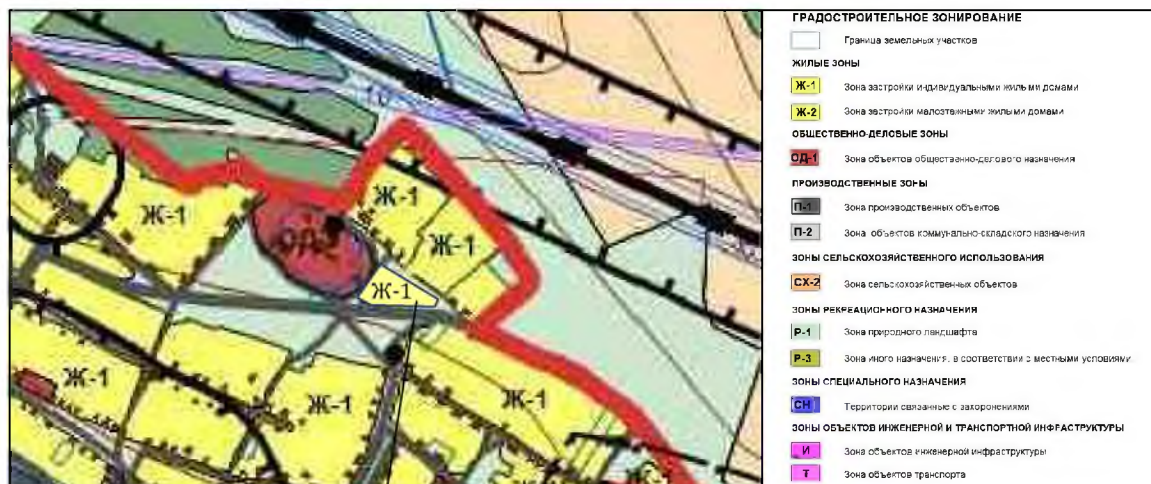 Ж-1
Ж-1
Ж-1
ОД-
Ж-1
Ж-1
Ж-1
Ж-1
ГРАДОСТРОИТЕЛЬНОЕ ЗОНИРОВАНИЕ
Граница земельных участков
ЖИЛЫЕ ЗОНЫ
Ж-1 Зона застройки индивидуальными жилыми домами
Ж-2 Зона застройки малоэтажными жилыми домами
ОБЩЕСТВЕННО-ДЕЛОВЫЕ ЗОНЫ
ОД-1 Зона объектов общественно-делового назначения
ПРОИЗВОДСТВЕННЫЕ ЗОНЫ
П-1 Зона производственных объектов
П-2 Зона объектов коммунально-складского назначения
ЗОНЫ СЕЛЬСКОХОЗЯЙСТВЕННОГО ИСПОЛЬЗОВАНИЯ
СХ-2 Зона сельскохозяйственных объектов
ЗОНЫ РЕКРЕАЦИОННОГО НАЗНАЧЕНИЯ
Р-1 Зона природного ландшафта
Р-3 Зона иного назначения, в соответствии с местными условиями
ЗОНЫ СПЕЦИАЛЬНОГО НАЗНАЧЕНИЯ
СН Территории связанные с захоронениями
ЗОНЫ ОБЪЕКТОВ ИНЖЕНЕРНОЙ И ТРАНСПОРТНОЙ ИНФРАСТРУКТУРЫ
И Зона объектов инженерной инфраструктуры
Т Зона объектов транспорта